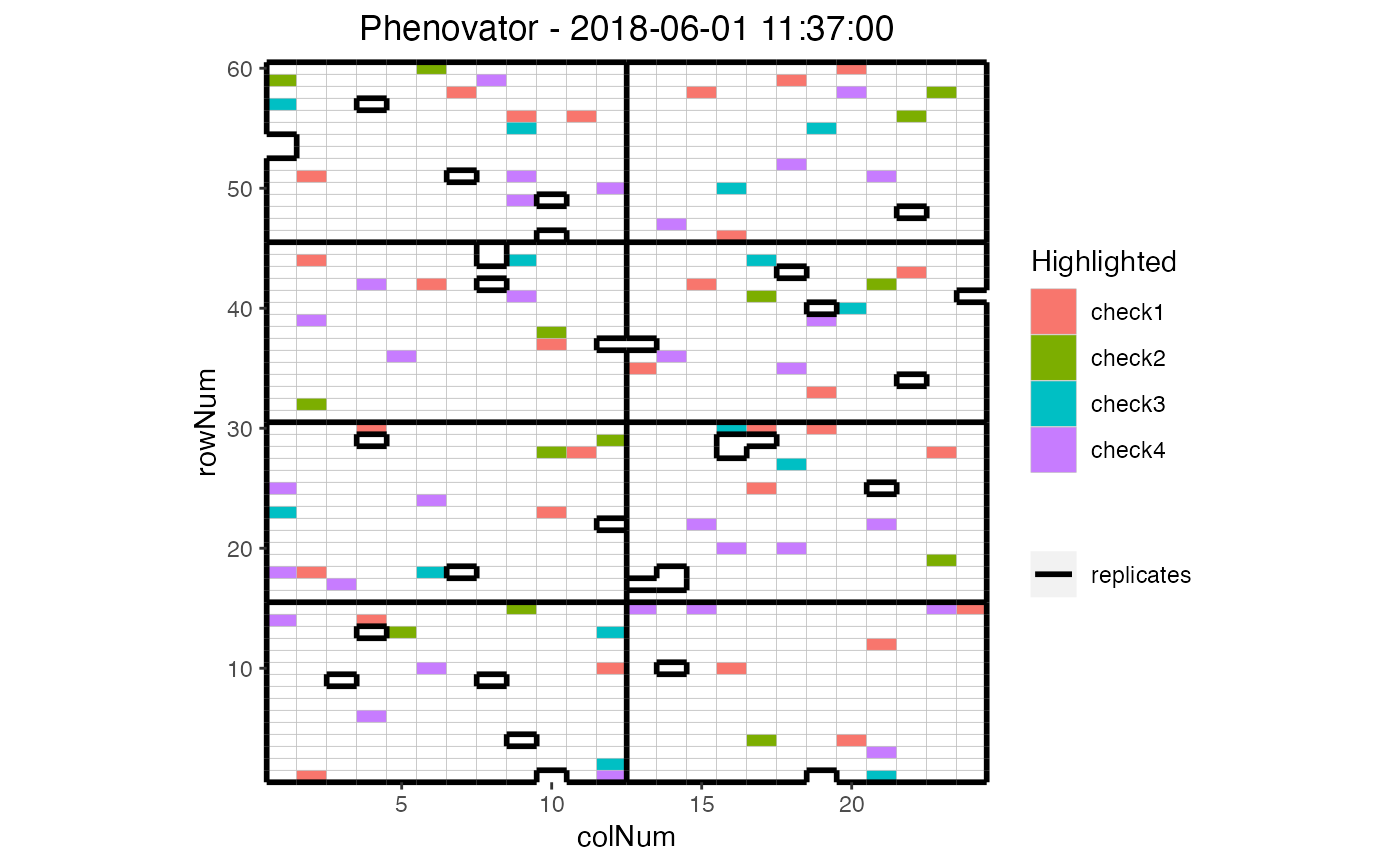 Phenovator - 2018-06-01 11:37:00
60
50
40
30
20
10
rowNum
5 10 15 20
colNum
Highlighted
check1
check2
check3
check4
replicates